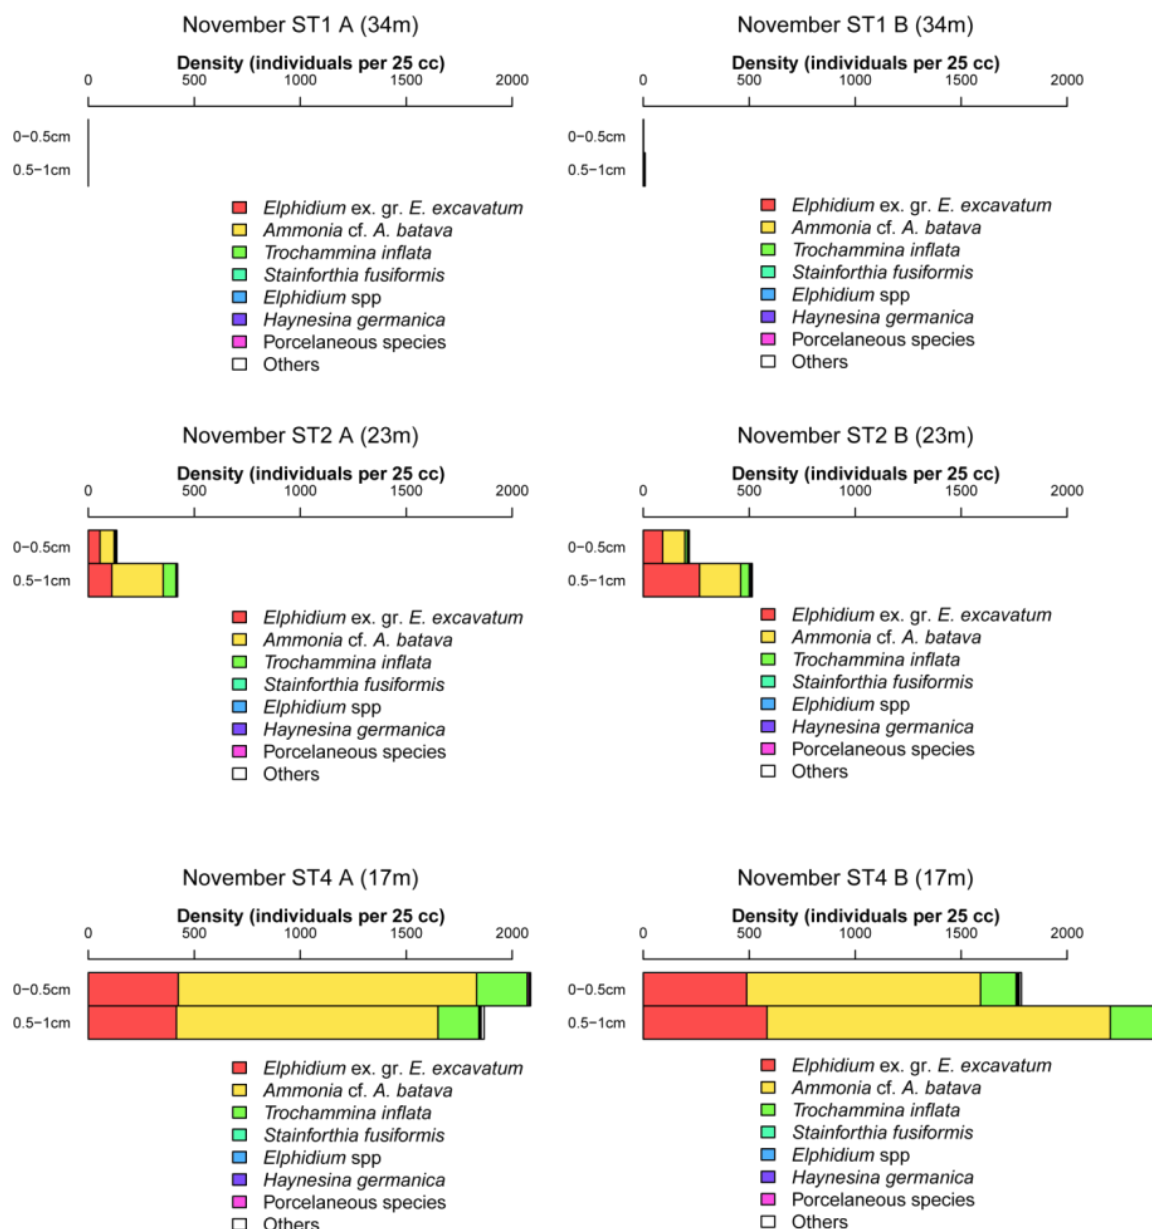 November ST1 A (34m)
Density (individuals per 25 cc)
0 500 1000 1500 2000
0−0.5cm
0.5−1cm
Elphidium ex. gr. E. excavatum
Ammonia cf. A. batava
Trochammina inflata
Stainforthia fusiformis
Elphidium spp
Haynesina germanica
Porcelaneous species
Others
November ST1 B (34m)
Density (individuals per 25 cc)
0 500 1000 1500 2000
0−0.5cm
0.5−1cm
Elphidium ex. gr. E. excavatum
Ammonia cf. A. batava
Trochammina inflata
Stainforthia fusiformis
Elphidium spp
Haynesina germanica
Porcelaneous species
Others
November ST2 A (23m)
Density (individuals per 25 cc)
0 500 1000 1500 2000
0−0.5cm
0.5−1cm
Elphidium ex. gr. E. excavatum
Ammonia cf. A. batava
Trochammina inflata
Stainforthia fusiformis
Elphidium spp
Haynesina germanica
Porcelaneous species
Others
November ST2 B (23m)
Density (individuals per 25 cc)
0 500 1000 1500 2000
0−0.5cm
0.5−1cm
Elphidium ex. gr. E. excavatum
Ammonia cf. A. batava
Trochammina inflata
Stainforthia fusiformis
Elphidium spp
Haynesina germanica
Porcelaneous species
Others
November ST4 A (17m)
Density (individuals per 25 cc)
0 500 1000 1500 2000
0−0.5cm
0.5−1cm
Elphidium ex. gr. E. excavatum
Ammonia cf. A. batava
Trochammina inflata
Stainforthia fusiformis
Elphidium spp
Haynesina germanica
Porcelaneous species
Others
November ST4 B (17m)
Density (individuals per 25 cc)
0 500 1000 1500 2000
0−0.5cm
0.5−1cm
Elphidium ex. gr. E. excavatum
Ammonia cf. A. batava
Trochammina inflata
Stainforthia fusiformis
Elphidium spp
Haynesina germanica
Porcelaneous species
Others